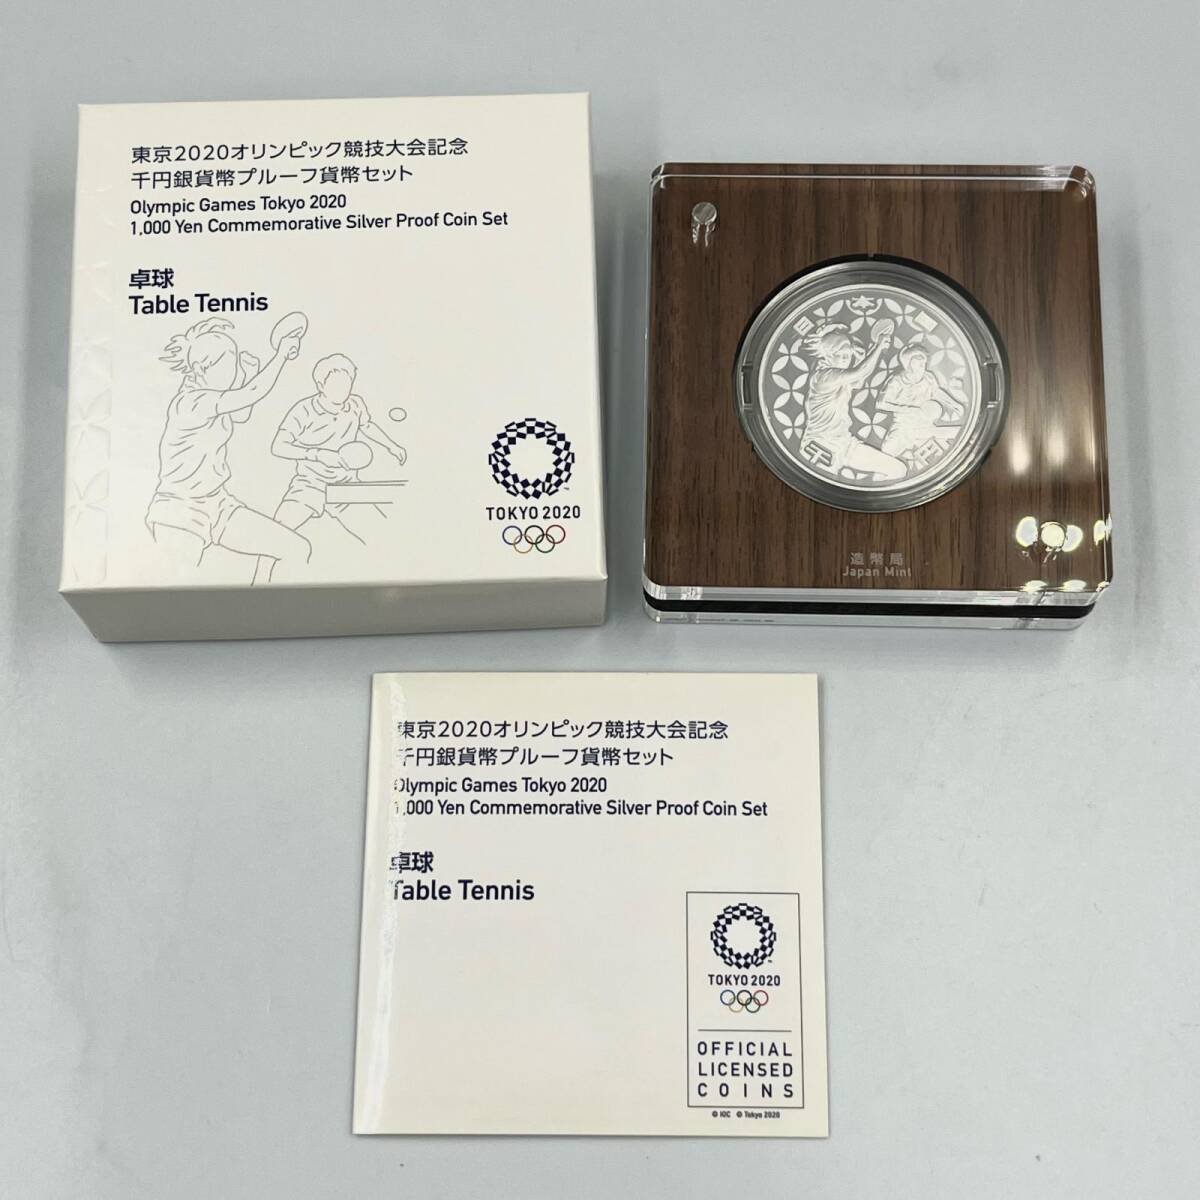 東京2020オリンピック競技大会記念
千円銀貨幣プルーフ貨幣セット
Olympic Games Tokyo 2020
1,000 Yen Commemorative Silver Proof Coin Set
卓球
Table Tennis
TOKYO 2020
日本国
千円
造幣局
Japan Mint
東京2020オリンピック競技大会記念
千円銀貨幣プルーフ貨幣セット
Olympic Games Tokyo 2020
1,000 Yen Commemorative Silver Proof Coin Set
卓球
Table Tennis
TOKYO 2020
OFFICIAL
LICENSED
COINS
© IOC © Tokyo 2020